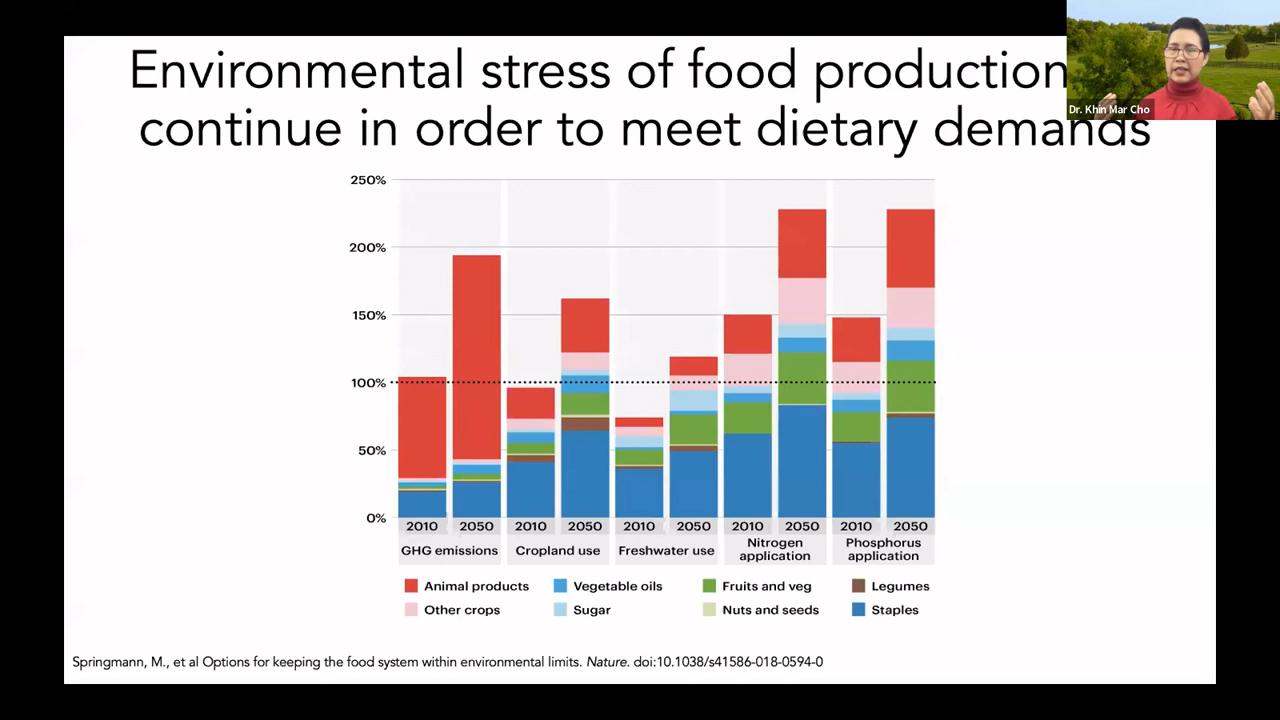 Environmental stress of food production
continue in order to meet dietary demands
Dr. Khin Mar Cho
250%
200%
150%
100%
50%
0%
2010 2050 2010 2050 2010 2050 2010 2050 2010 2050
GHG emissions Cropland use Freshwater use Nitrogen application Phosphorus application
Animal products Vegetable oils Fruits and veg Legumes
Other crops Sugar Nuts and seeds Staples
Springmann, M., et al Options for keeping the food system within environmental limits. Nature. doi:10.1038/s41586-018-0594-0